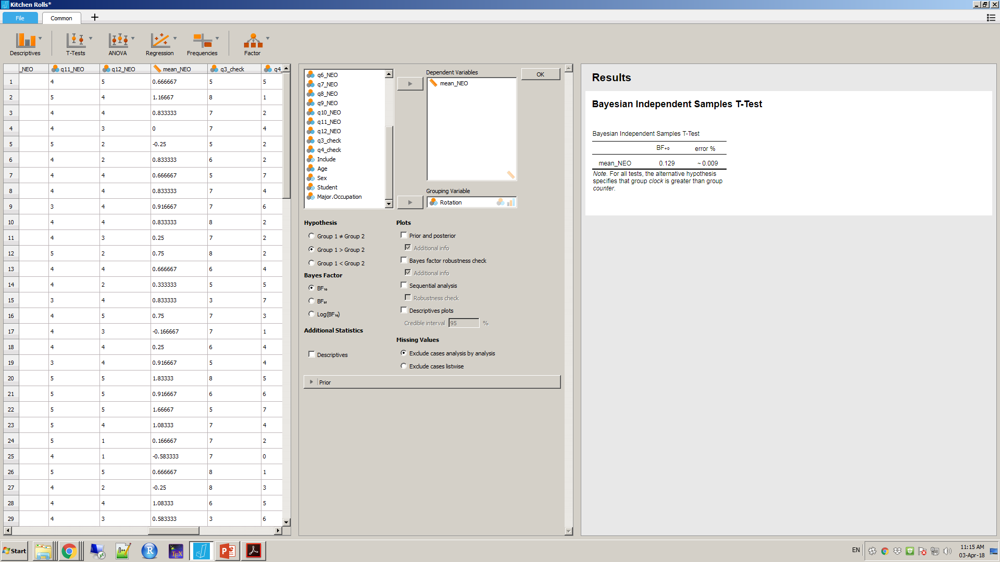 Kitchen Rolls*
File
Common
+
Descriptives
T-Tests
ANOVA
Regression
Frequencies
Factor
_NEO q11_NEO q12_NEO mean_NEO q3_check q4_
1 4 5 0.666667 5 5
2 5 4 1.16667 8 1
3 4 4 0.833333 7 2
4 4 3 0 7 4
5 5 2 -0.25 5 2
6 4 2 0.833333 6 2
7 4 4 0.666667 5 7
8 4 4 0.833333 7 4
9 3 4 0.916667 7 6
10 4 4 0.833333 8 2
11 4 3 0.25 7 2
12 5 2 0.75 8 2
13 4 4 0.666667 6 4
14 4 2 0.333333 5 5
15 3 4 0.833333 3 7
16 4 5 0.75 7 3
17 4 3 -0.166667 7 1
18 4 4 0.25 6 4
19 3 4 0.916667 5 4
20 5 5 1.83333 8 5
21 5 5 0.916667 6 6
22 5 5 1.66667 5 7
23 5 4 1.08333 7 4
24 5 1 0.166667 7 2
25 4 1 -0.583333 7 0
26 5 5 0.666667 8 1
27 4 2 -0.25 8 3
28 4 4 1.08333 6 5
29 4 3 0.583333 3 6
q6_NEO
q7_NEO
q8_NEO
q9_NEO
q10_NEO
q11_NEO
q12_NEO
q3_check
q4_check
Include
Age
Sex
Student
Major.Occupation
Dependent Variables
mean_NEO
OK
Grouping Variable
Rotation
Hypothesis
Group 1 ≠ Group 2
Group 1 > Group 2
Group 1 < Group 2
Bayes Factor
BF₁₀
BF₀₁
Log(BF₁₀)
Additional Statistics
Descriptives
Plots
Prior and posterior
Additional info
Bayes factor robustness check
Additional info
Sequential analysis
Robustness check
Descriptives plots
Credible interval 95 %
Missing Values
Exclude cases analysis by analysis
Exclude cases listwise
Prior
Results
Bayesian Independent Samples T-Test
Bayesian Independent Samples T-Test
BF₊₀ error %
mean_NEO 0.129 ~ 0.009
Note. For all tests, the alternative hypothesis
specifies that group clock is greater than group
counter.
Start
R
TEX
P
EN
11:15 AM
03-Apr-18